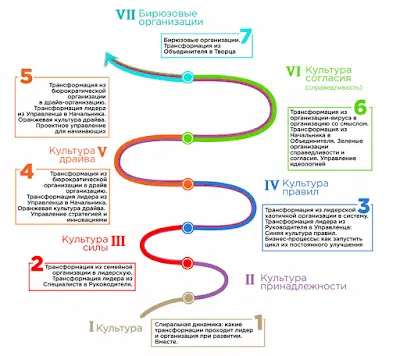 VII Бирюзовые
организации
7
Бирюзовые организации.
Трансформация из
Объединителя в Творца
5
Трансформация из
бюрократической
организации
в драйв-организацию.
Трансформация лидера
из Управленца в Начальника.
Оранжевая культура драйва.
Проектное управление
для начинающих
VI Культура
согласия
(справедливость)
6
Трансформация из
организации-вируса в
организацию со смыслом.
Трансформация из
Начальника в
Объединителя. Зеленые
организации
справедливости и
согласия. Управление
идеологией
Культура V
драйва
4
Трансформация из
бюрократической
организации в драйв
организацию.
Трансформация лидера из
Управленца в Начальника.
Оранжевая культура драйва.
Управление стратегией и
инновациями
IV Культура
правил
3
Трансформация из лидерской
хаотичной организации в систему.
Трансформация лидера из
Руководителя в Управленца:
Синяя культура правил.
Бизнес-процессы: как запустить
цикл их постоянного улучшения
Культура III
силы
2
Трансформация из семейной
организации в лидерскую.
Трансформация лидера из
Специалиста в Руководителя.
II Культура
принадлежности
I Культура
1
Спиральная динамика: какие
трансформации проходит лидер
и организация при развитии.
Вместе.